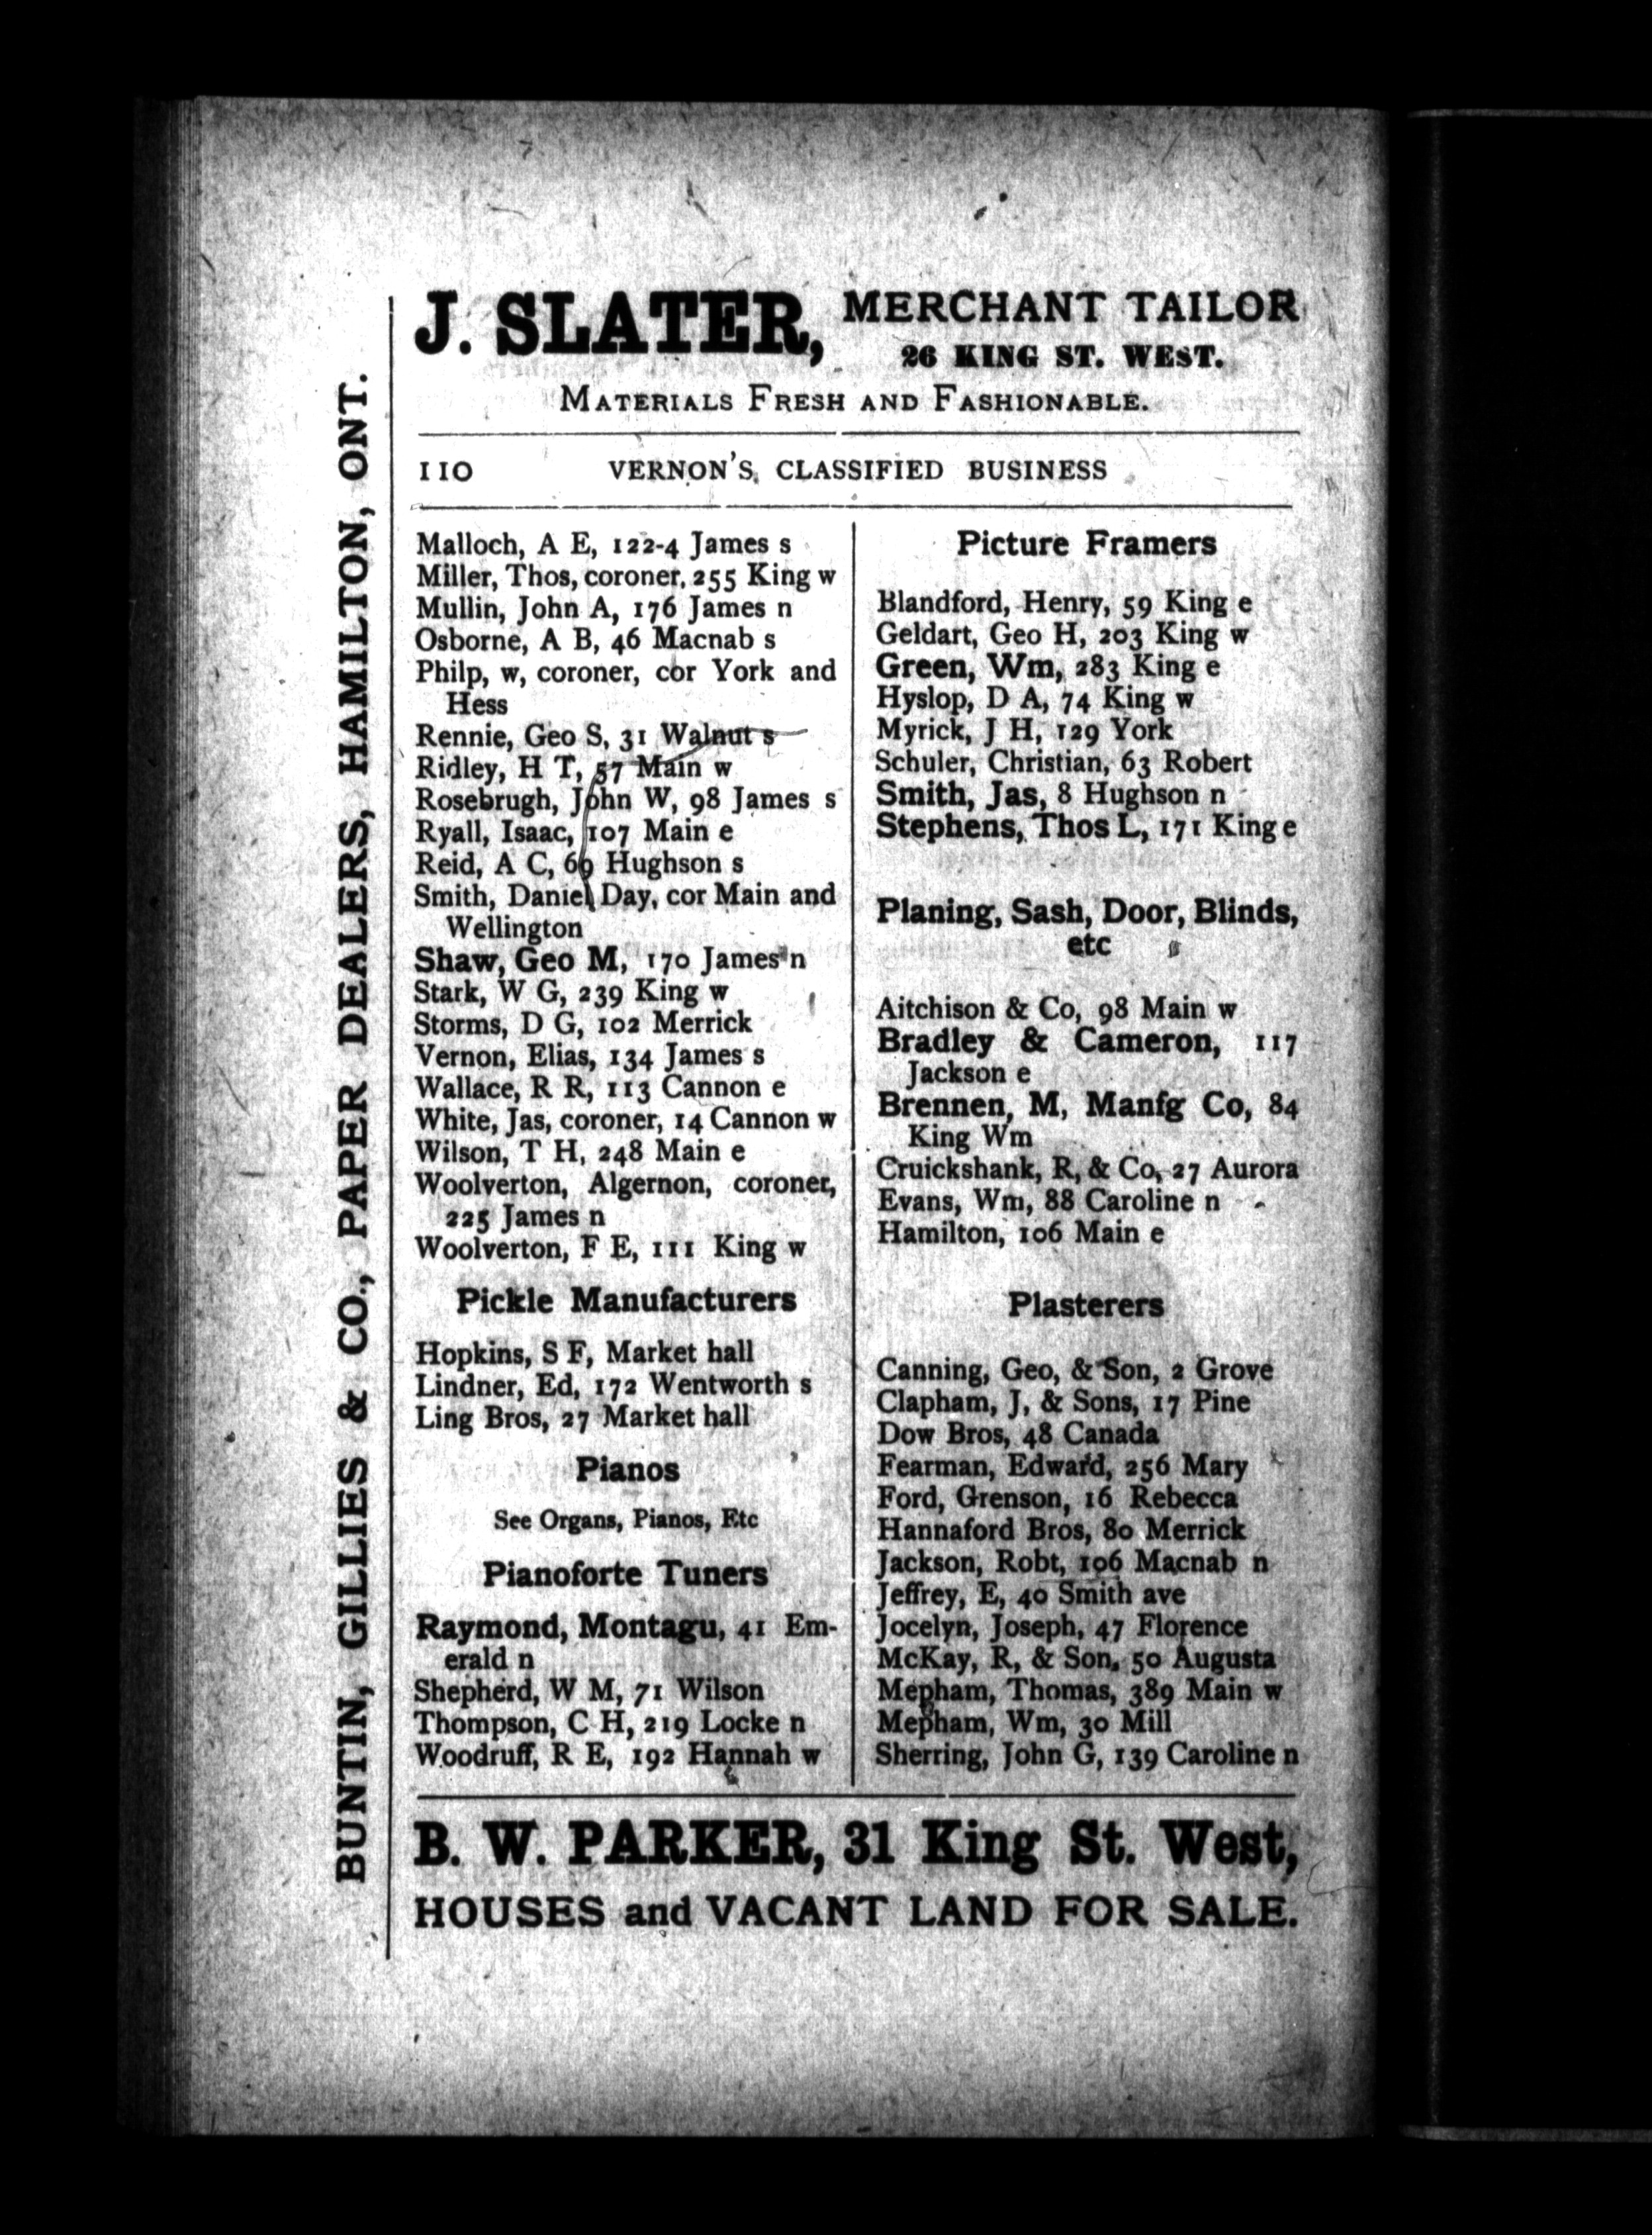 J. SLATER, MERCHANT TAILOR
26 KING ST. WEST.
MATERIALS FRESH AND FASHIONABLE.
110 VERNON'S CLASSIFIED BUSINESS
Malloch, A E, 122-4 James s
Miller, Thos, coroner, 255 King w
Mullin, John A, 176 James n
Osborne, A B, 46 Macnab s
Philp, w, coroner, cor York and
Hess
Rennie, Geo S, 31 Walnut s
Ridley, H T, 57 Main w
Rosebrugh, John W, 98 James s
Ryall, Isaac, 107 Main e
Reid, A C, 69 Hughson s
Smith, Daniel Day, cor Main and
Wellington
Shaw, Geo M, 170 James n
Stark, W G, 239 King w
Storms, D G, 102 Merrick
Vernon, Elias, 134 James s
Wallace, R R, 113 Cannon e
White, Jas, coroner, 14 Cannon w
Wilson, T H, 248 Main e
Woolverton, Algernon, coroner,
225 James n
Woolverton, F E, 111 King w
Pickle Manufacturers
Hopkins, S F, Market hall
Lindner, Ed, 172 Wentworth s
Ling Bros, 27 Market hall
Pianos
See Organs, Pianos, Etc
Pianoforte Tuners
Raymond, Montagu, 41 Em-
erald n
Shepherd, W M, 71 Wilson
Thompson, C H, 219 Locke n
Woodruff, R E, 192 Hannah w
Picture Framers
Blandford, Henry, 59 King e
Geldart, Geo H, 203 King w
Green, Wm, 283 King e
Hyslop, D A, 74 King w
Myrick, J H, 129 York
Schuler, Christian, 63 Robert
Smith, Jas, 8 Hughson n
Stephens, Thos L, 171 King e
Planing, Sash, Door, Blinds,
etc
Aitchison & Co, 98 Main w
Bradley & Cameron, 117
Jackson e
Brennen, M, Manfg Co, 84
King Wm
Cruickshank, R, & Co, 27 Aurora
Evans, Wm, 88 Caroline n
Hamilton, 106 Main e
Plasterers
Canning, Geo, & Son, 2 Grove
Clapham, J, & Sons, 17 Pine
Dow Bros, 48 Canada
Fearman, Edward, 256 Mary
Ford, Grenson, 16 Rebecca
Hannaford Bros, 80 Merrick
Jackson, Robt, 106 Macnab n
Jeffrey, E, 40 Smith ave
Jocelyn, Joseph, 47 Florence
McKay, R, & Son, 50 Augusta
Mepham, Thomas, 389 Main w
Mepham, Wm, 30 Mill
Sherring, John G, 139 Caroline n
B. W. PARKER, 31 King St. West,
HOUSES and VACANT LAND FOR SALE.
BUNTIN, GILLIES & CO., PAPER DEALERS, HAMILTON, ONT.